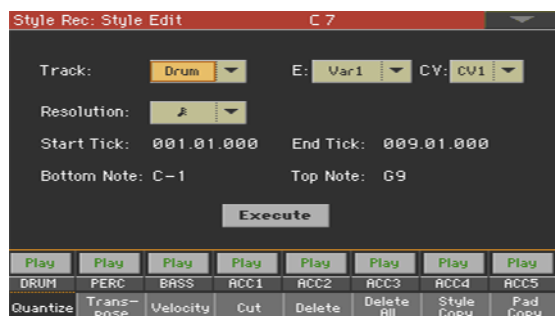 Style Rec: Style Edit C 7
Track: Drum E: Var1 CV: CV1
Resolution:
Start Tick: 001.01.000 End Tick: 009.01.000
Bottom Note: C-1 Top Note: G9
Execute
Play Play Play Play Play Play Play Play
DRUM PERC BASS ACC1 ACC2 ACC3 ACC4 ACC5
Quantize Trans-pose Velocity Cut Delete Delete All Style Copy Pad Copy